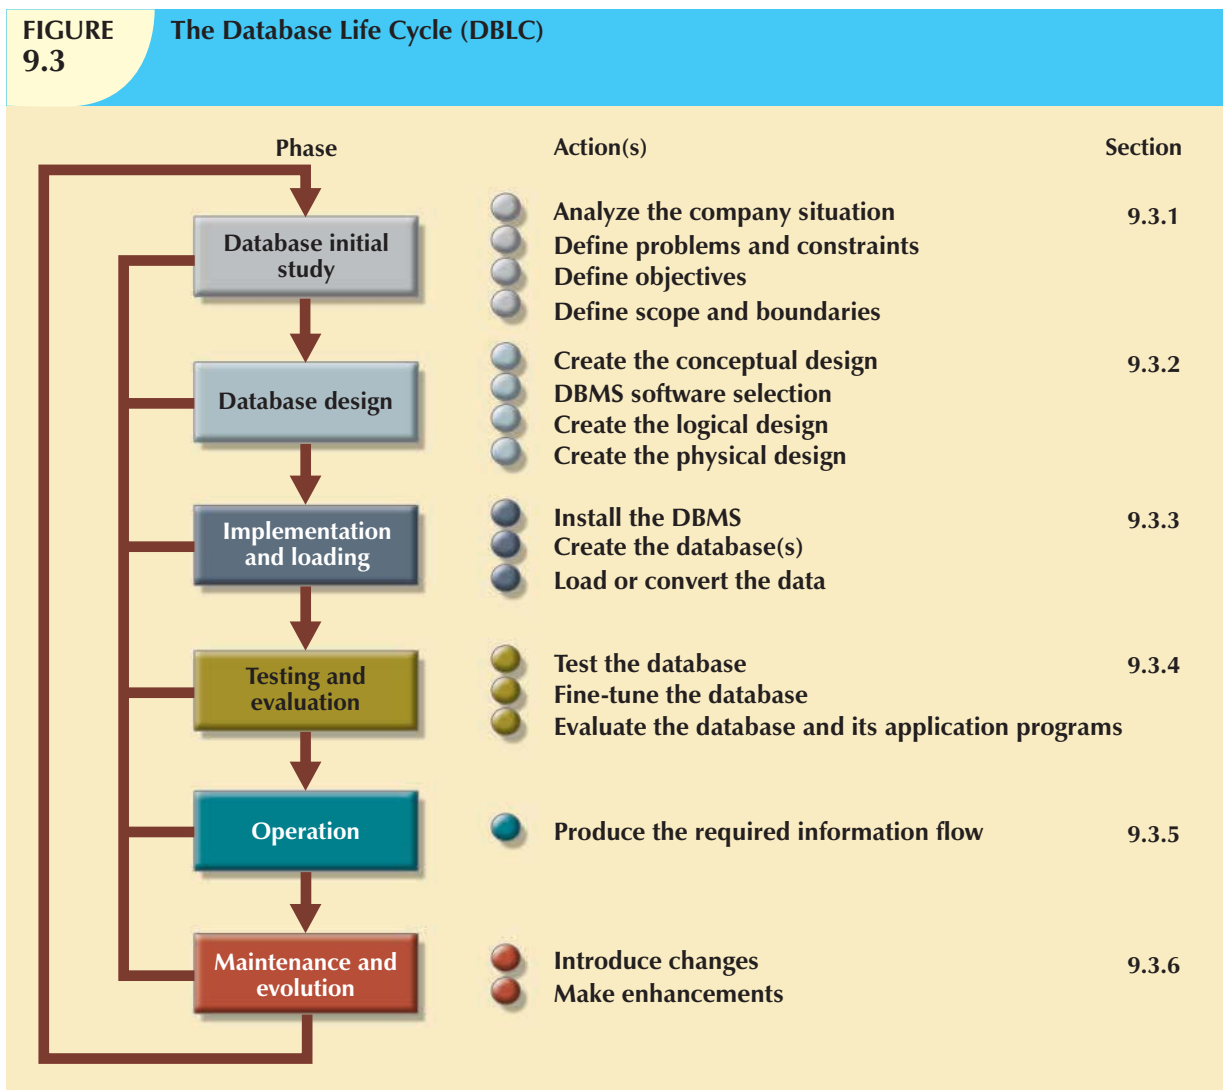 FIGURE
9.3
The Database Life Cycle (DBLC)
Phase
Action(s)
Section
Database initial
study
Analyze the company situation
9.3.1
Define problems and constraints
Define objectives
Define scope and boundaries
Database design
Create the conceptual design
9.3.2
DBMS software selection
Create the logical design
Create the physical design
Implementation
and loading
Install the DBMS
9.3.3
Create the database(s)
Load or convert the data
Testing and
evaluation
Test the database
9.3.4
Fine-tune the database
Evaluate the database and its application programs
Operation
Produce the required information flow
9.3.5
Maintenance and
evolution
Introduce changes
9.3.6
Make enhancements